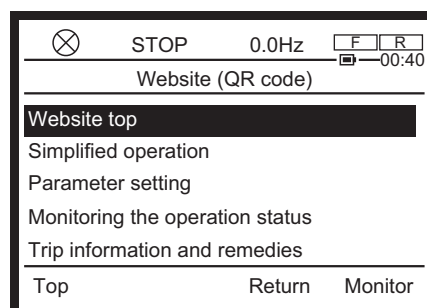 STOP 0.0Hz F R
00:40
Website (QR code)
Website top
Simplified operation
Parameter setting
Monitoring the operation status
Trip information and remedies
Top Return Monitor